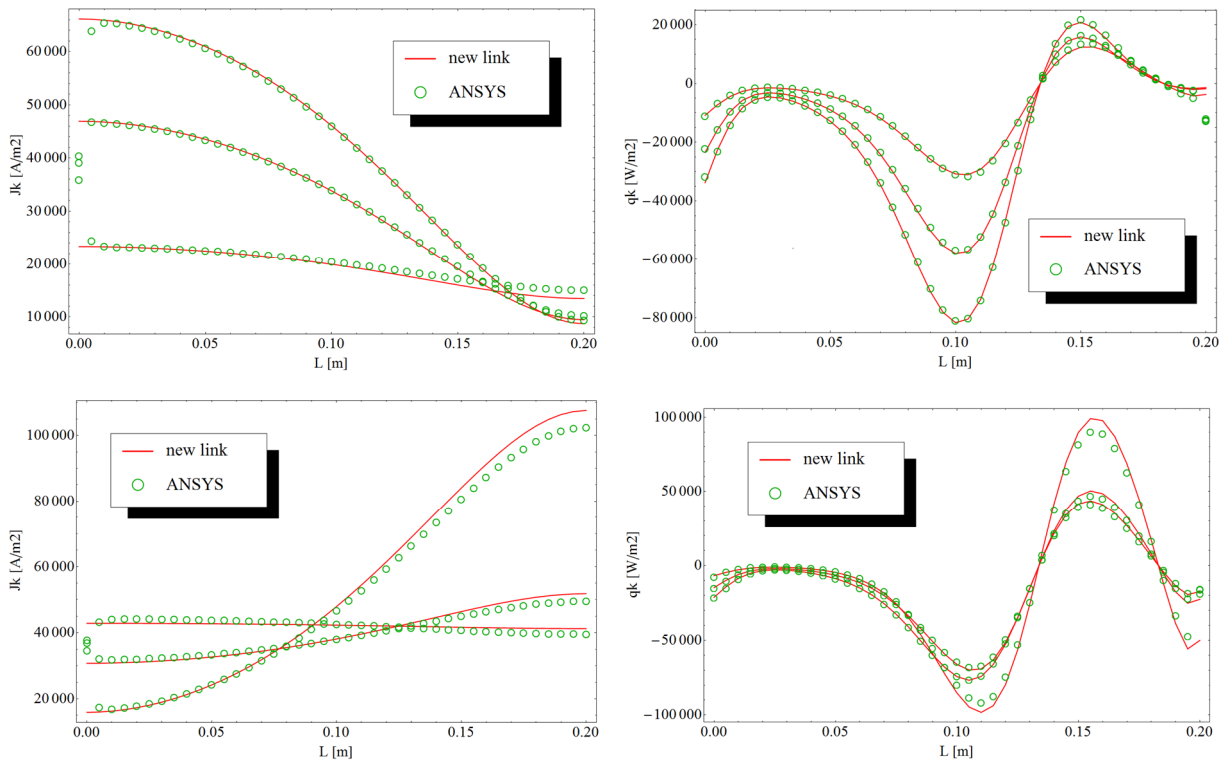 60 000
50 000
40 000
30 000
20 000
10 000
Jk [A/m2]
0.00 0.05 0.10 0.15 0.20
L [m]
new link
ANSYS
20 000
0
−20 000
−40 000
−60 000
−80 000
qk [W/m2]
0.00 0.05 0.10 0.15 0.20
L [m]
new link
ANSYS
100 000
80 000
60 000
40 000
20 000
Jk [A/m2]
0.00 0.05 0.10 0.15 0.20
L [m]
new link
ANSYS
100 000
50 000
0
−50 000
−100 000
qk [W/m2]
0.00 0.05 0.10 0.15 0.20
L [m]
new link
ANSYS